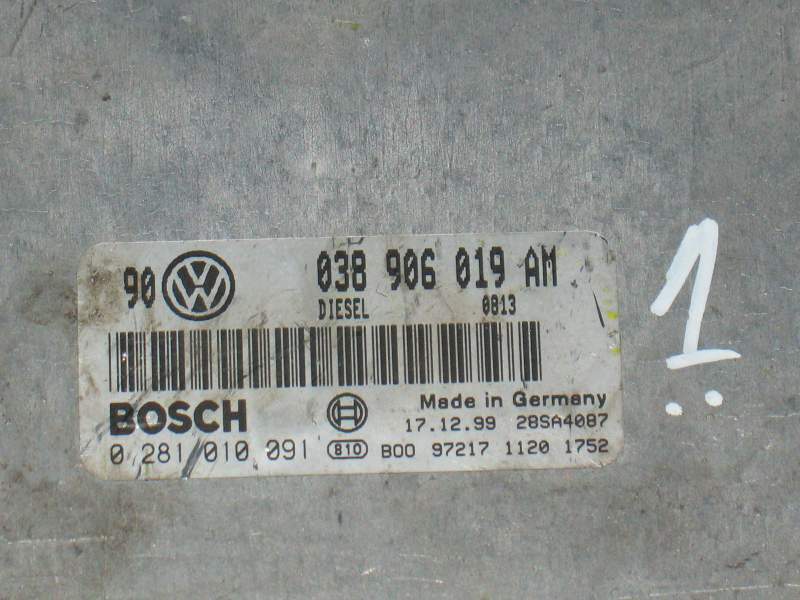 90 VW 038 906 019 AM
DIESEL 0813
BOSCH Made in Germany
17.12.99 28SA4087
0 281 010 091 810 B00 97217 1120 1752
1